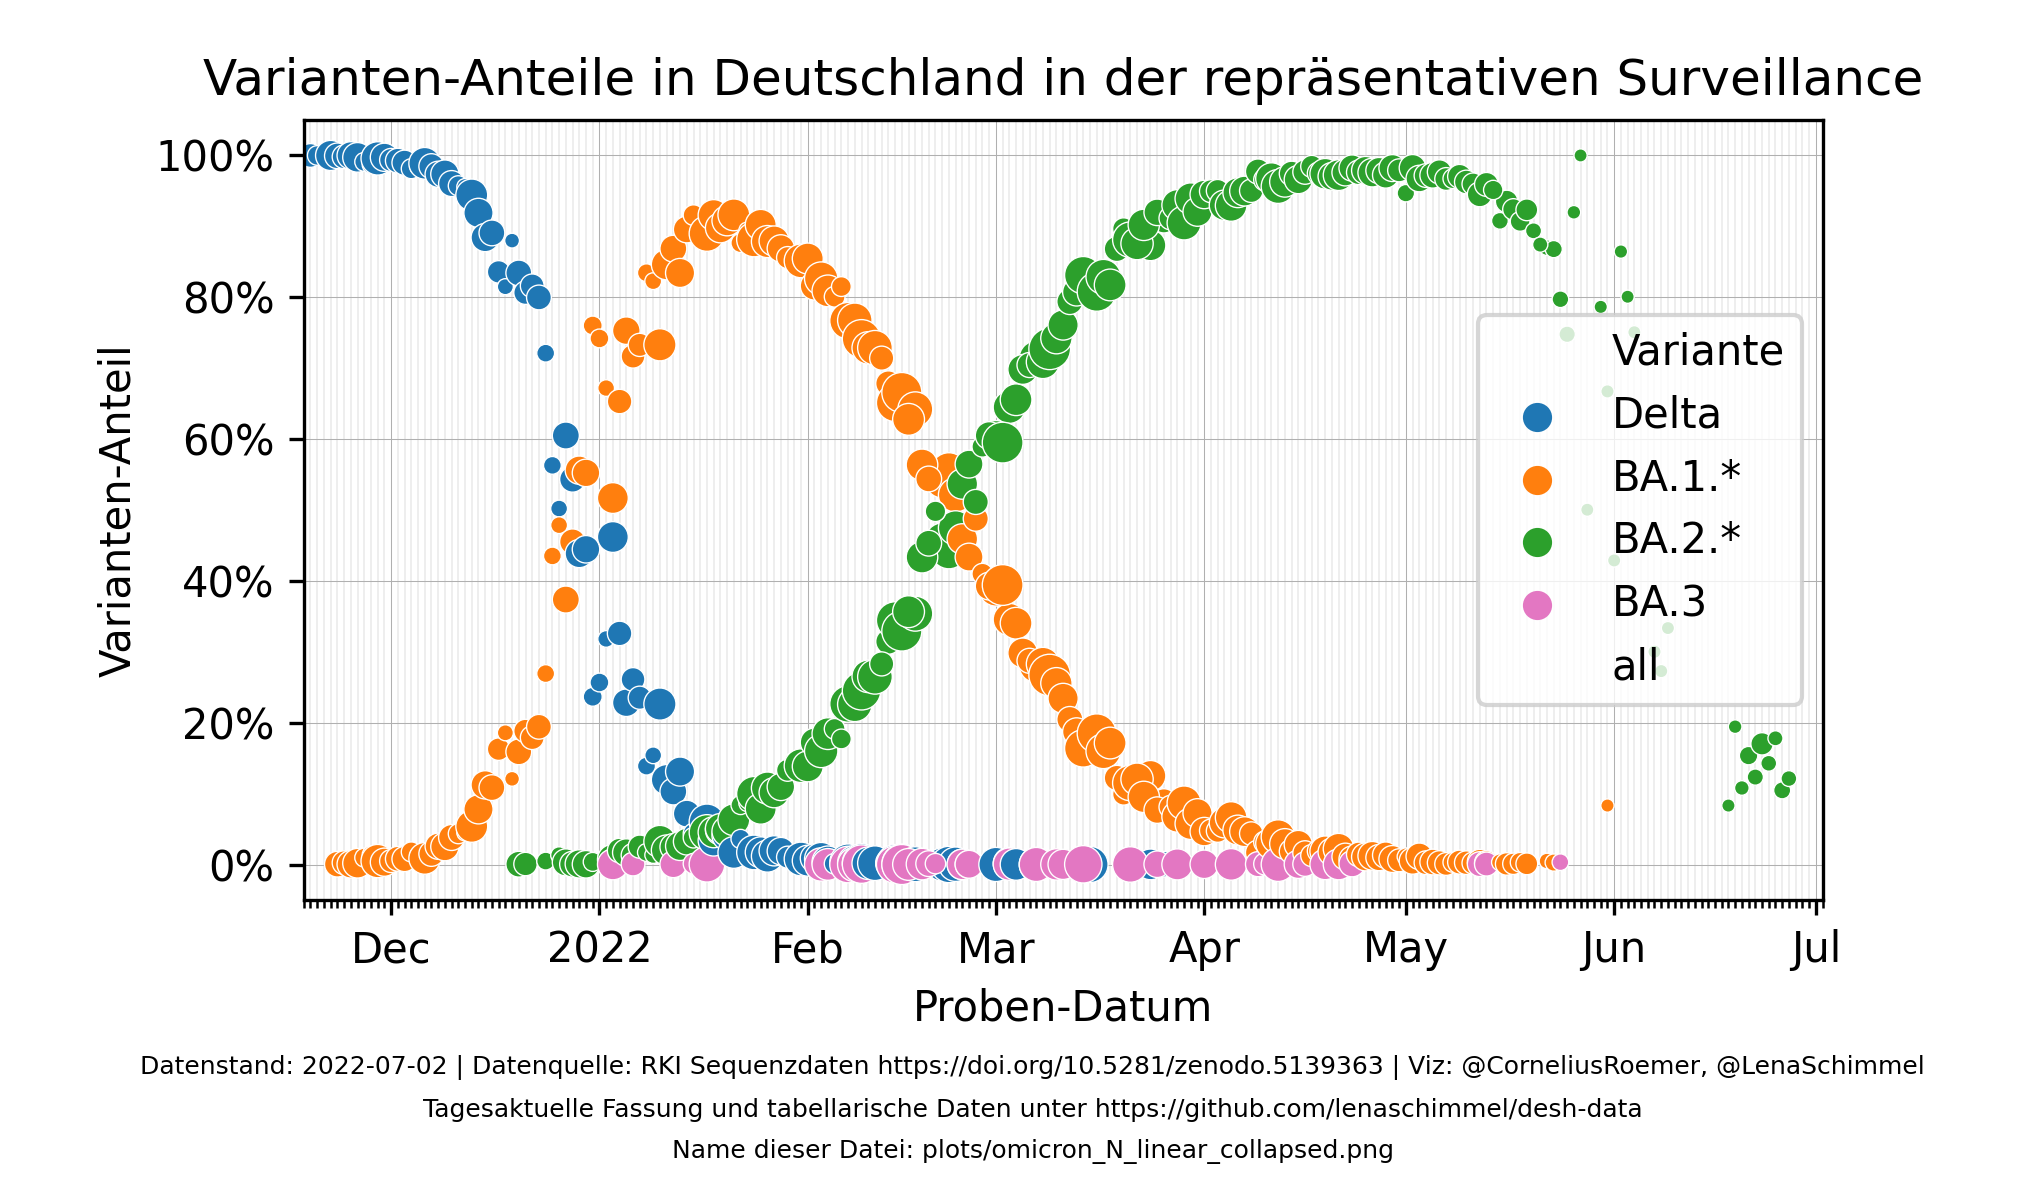 Varianten-Anteile in Deutschland in der repräsentativen Surveillance
Varianten-Anteil
100%
80%
60%
40%
20%
0%
Variante
Delta
BA.1.*
BA.2.*
BA.3
all
Dec 2022 Feb Mar Apr May Jun Jul
Proben-Datum
Datenstand: 2022-07-02 | Datenquelle: RKI Sequenzdaten https://doi.org/10.5281/zenodo.5139363 | Viz: @CorneliusRoemer, @LenaSchimmel
Tagesaktuelle Fassung und tabellarische Daten unter https://github.com/lenaschimmel/desh-data
Name dieser Datei: plots/omicron_N_linear_collapsed.png